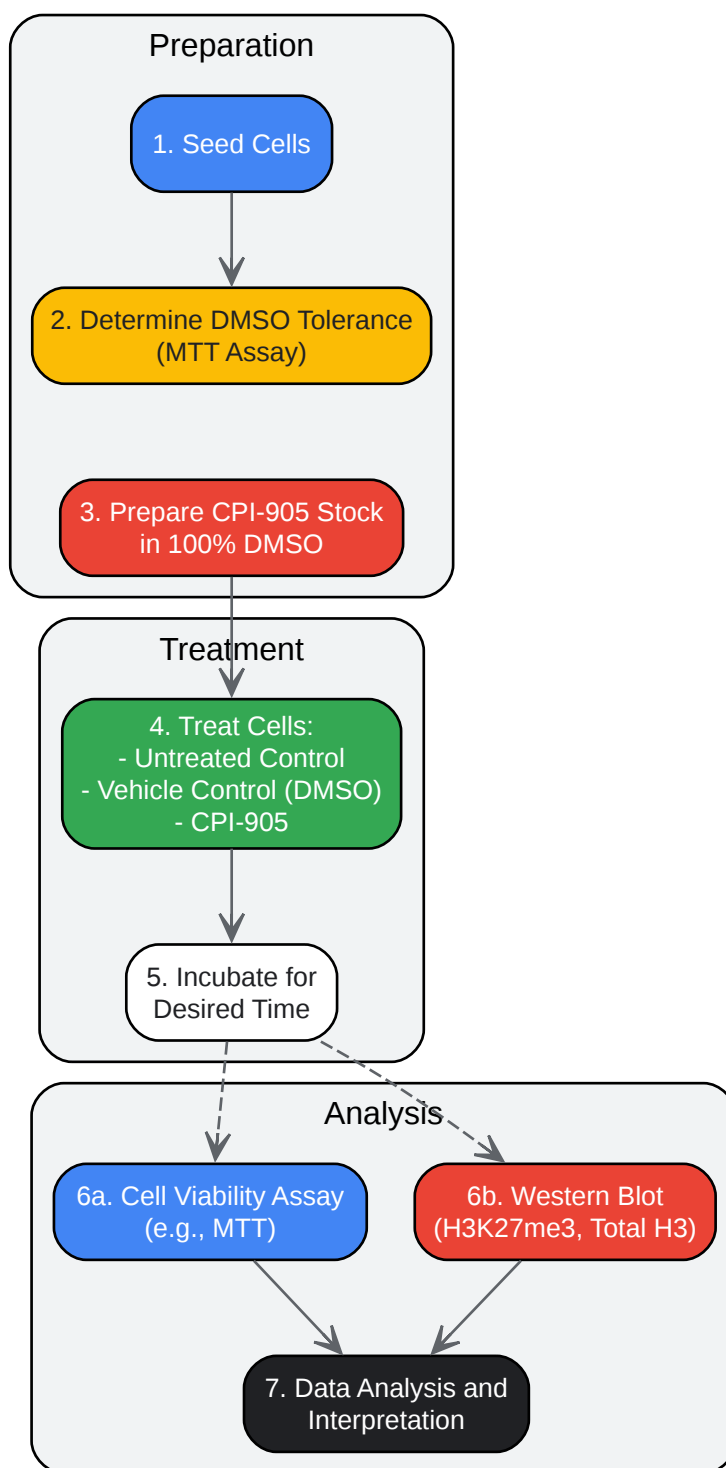 Preparation
1. Seed Cells
2. Determine DMSO Tolerance
(MTT Assay)
3. Prepare CPI-905 Stock
in 100% DMSO
Treatment
4. Treat Cells:
- Untreated Control
- Vehicle Control (DMSO)
- CPI-905
5. Incubate for
Desired Time
Analysis
6a. Cell Viability Assay
(e.g., MTT)
6b. Western Blot
(H3K27me3, Total H3)
7. Data Analysis and
Interpretation